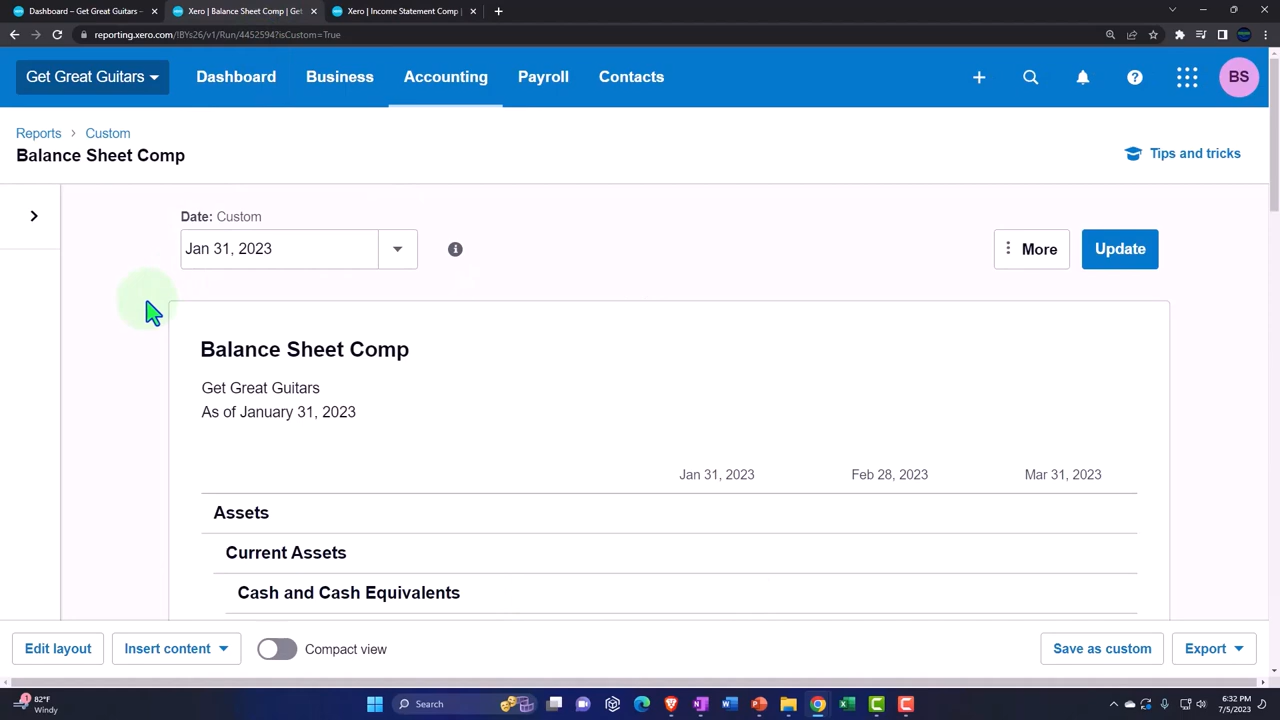 Dashboard – Get Great Guitars –
Xero | Balance Sheet Comp | Get
Xero | Income Statement Comp |
reporting.xero.com/!BYs26/v1/Run/4452594?isCustom=True
Get Great Guitars
Dashboard
Business
Accounting
Payroll
Contacts
BS
Reports
Custom
Balance Sheet Comp
Tips and tricks
Date: Custom
Jan 31, 2023
More
Update
Balance Sheet Comp
Get Great Guitars
As of January 31, 2023
Jan 31, 2023 Feb 28, 2023 Mar 31, 2023
Assets
Current Assets
Cash and Cash Equivalents
Edit layout
Insert content
Compact view
Save as custom
Export
82°F
Windy
Search
6:32 PM
7/5/2023